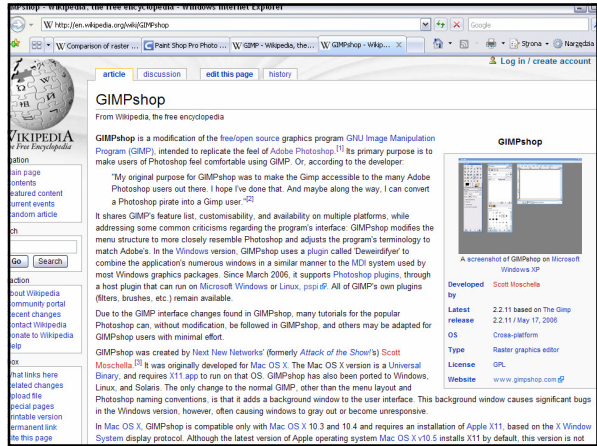 GIMPshop - Wikipedia, the free encyclopedia - Windows Internet Explorer
http://en.wikipedia.org/wiki/GIMPshop
Google
Comparison of raster ...
Paint Shop Pro Photo ...
GIMP - Wikipedia, the...
GIMPshop - Wikip...
Strona
Narzędzia
Log in / create account
article
discussion
edit this page
history
WIKIPEDIA
The Free Encyclopedia
GIMPshop
From Wikipedia, the free encyclopedia
GIMPshop is a modification of the free/open source graphics program GNU Image Manipulation
Program (GIMP), intended to replicate the feel of Adobe Photoshop.[1] Its primary purpose is to
make users of Photoshop feel comfortable using GIMP. Or, according to the developer:
"My original purpose for GIMPshop was to make the Gimp accessible to the many Adobe
Photoshop users out there. I hope I've done that. And maybe along the way, I can convert
a Photoshop pirate into a Gimp user."[2]
It shares GIMP's feature list, customisability, and availability on multiple platforms, while
addressing some common criticisms regarding the program's interface: GIMPshop modifies the
menu structure to more closely resemble Photoshop and adjusts the program's terminology to
match Adobe's. In the Windows version, GIMPshop uses a plugin called 'Deweirdifyer' to
combine the application's numerous windows in a similar manner to the MDI system used by
most Windows graphics packages. Since March 2006, it supports Photoshop plugins, through
a host plugin that can run on Microsoft Windows or Linux, pspi. All of GIMP's own plugins
(filters, brushes, etc.) remain available.
Due to the GIMP interface changes found in GIMPshop, many tutorials for the popular
Photoshop can, without modification, be followed in GIMPshop, and others may be adapted for
GIMPshop users with minimal effort.
GIMPshop was created by Next New Networks' (formerly Attack of the Show!'s) Scott
Moschella.[3] It was originally developed for Mac OS X. The Mac OS X version is a Universal
Binary, and requires X11.app to run on that OS. GIMPshop has also been ported to Windows,
Linux, and Solaris. The only change to the normal GIMP, other than the menu layout and
Photoshop naming conventions, is that it adds a background window to the user interface. This background window causes significant bugs
in the Windows version, however, often causing windows to gray out or become unresponsive.
In Mac OS X, GIMPshop is compatible only with Mac OS X 10.3 and 10.4 and requires an installation of Apple X11, based on the X Window
System display protocol. Although the latest version of Apple operating system Mac OS X v10.5 installs X11 by default, this version is not
GIMPshop
A screenshot of GIMPshop on Microsoft
Windows XP
Developed by Scott Moschella
Latest release 2.2.11 based on The Gimp 2.2.11 / May 17, 2006
OS Cross-platform
Type Raster graphics editor
License GPL
Website www.gimpshop.com
gation
ain page
ontents
eatured content
urrent events
andom article
ch
Go
Search
action
bout Wikipedia
ommunity portal
ecent changes
ontact Wikipedia
onate to Wikipedia
elp
ox
hat links here
elated changes
pload file
pecial pages
rintable version
ermanent link
ite this page